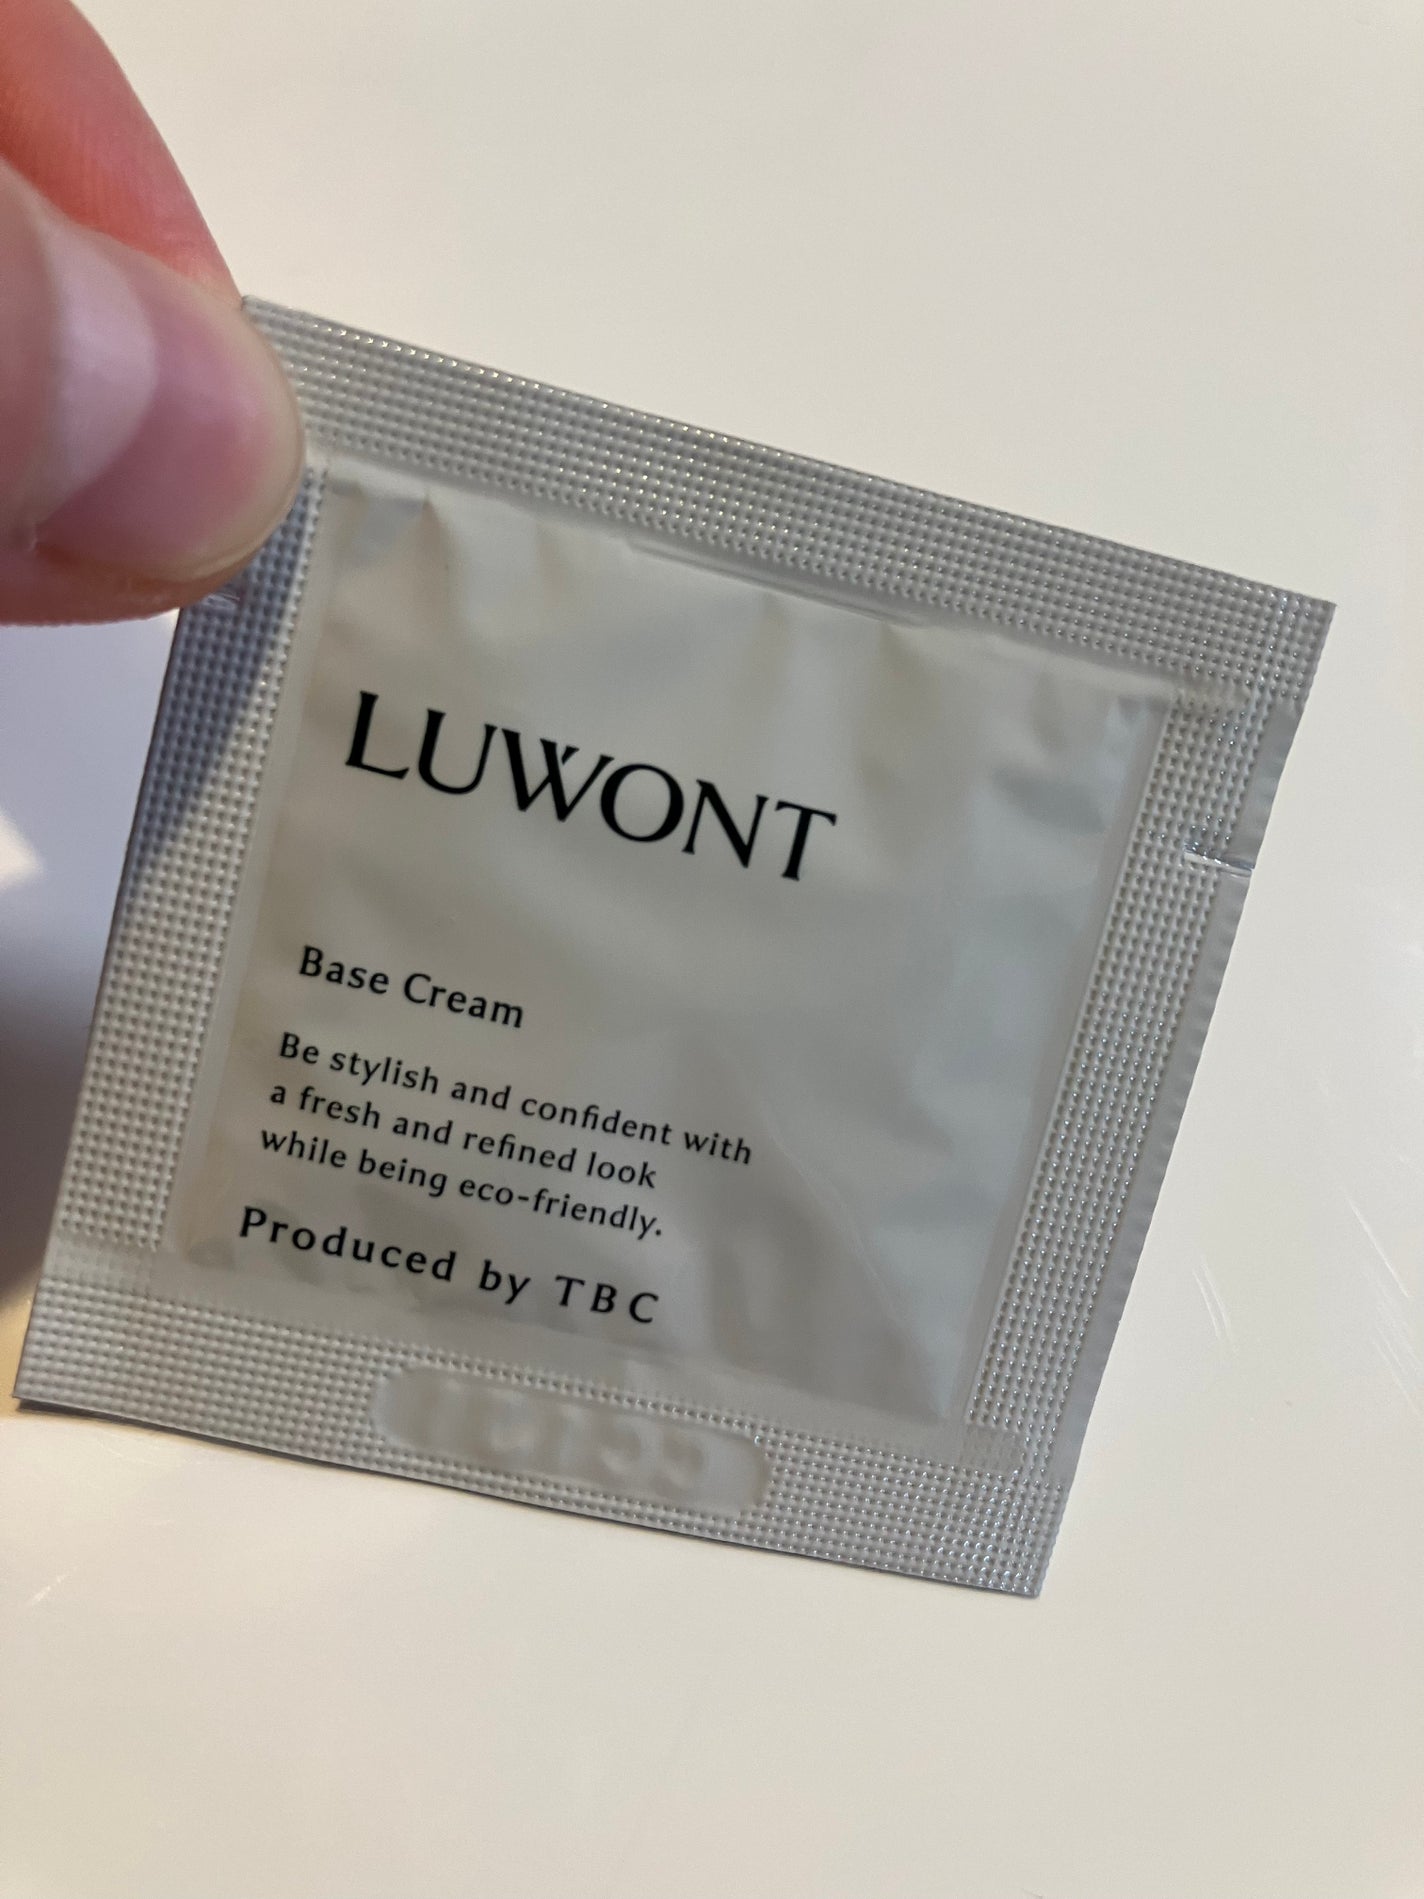 LUWONT
Base Cream
Be stylish and confident with
a fresh and refined look
while being eco-friendly.
Produced by TBC